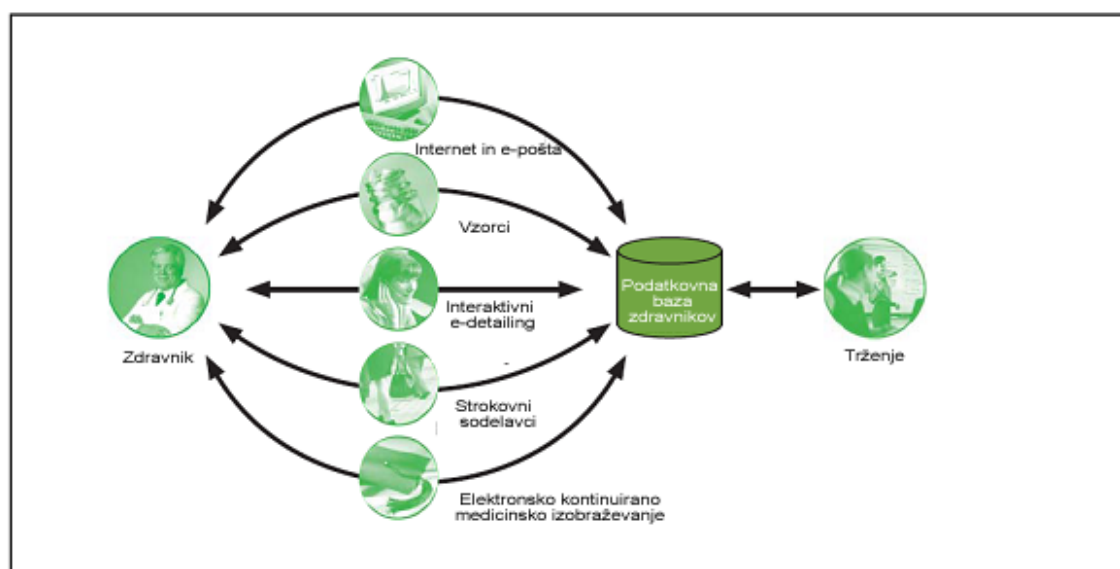 Internet in e-pošta
Vzorci
Interaktivni
e-detailing
Strokovni
sodelavci
Elektronsko kontinuirano
medicinsko izobraževanje
Zdravnik
Podatkovna
baza
zdravnikov
Trženje